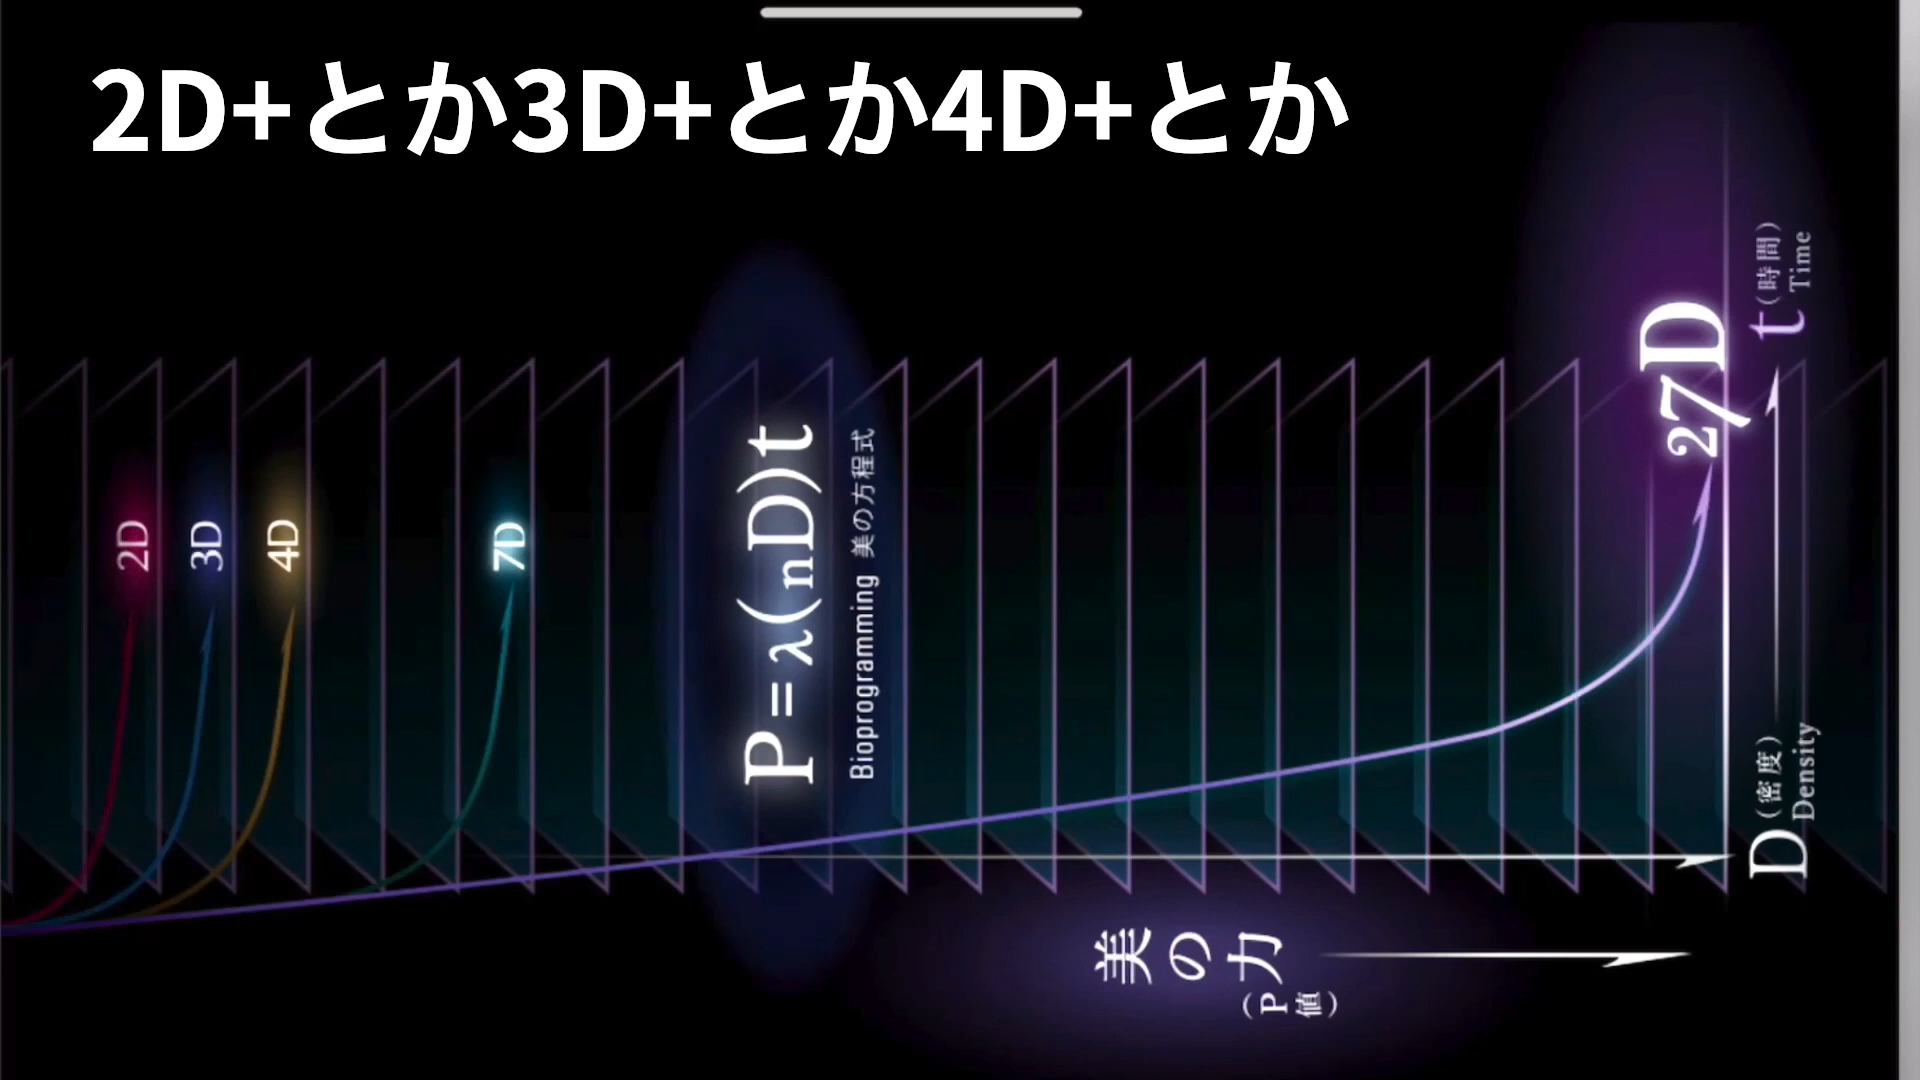 2D+とか3D+とか4D+とか
2D
3D
4D
7D
P=λ(nD)t
Bioprogramming 美の方程式
27D
t(時間)
Time
D(密度)
Density
美の力
(P値)